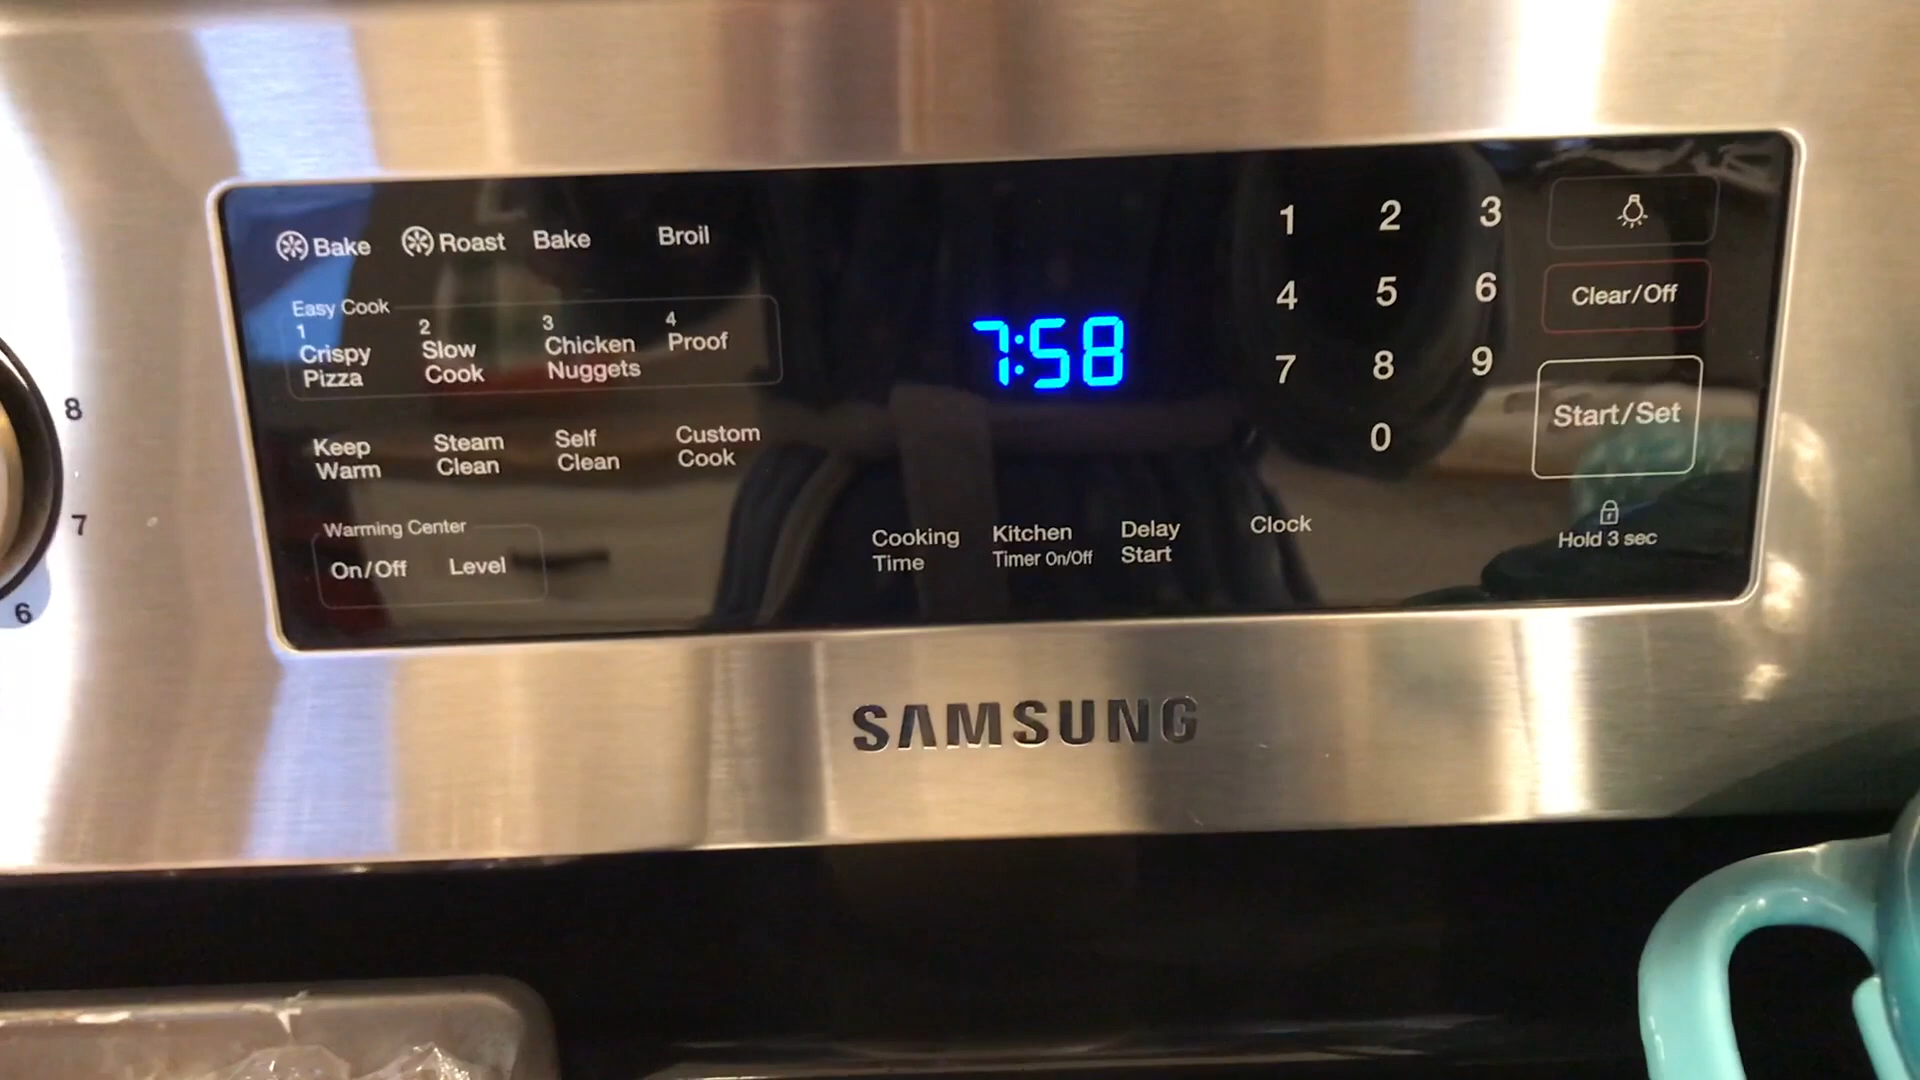 Bake Roast Bake Broil
Easy Cook
1 2 3 4
Crispy Slow Chicken Proof
Pizza Cook Nuggets
Keep Steam Self Custom
Warm Clean Clean Cook
Warming Center
On/Off Level
7:58
Cooking Kitchen Delay Clock
Time Timer On/Off Start
1 2 3
4 5 6
7 8 9
0
Clear/Off
Start/Set
Hold 3 sec
SAMSUNG
8
7
6